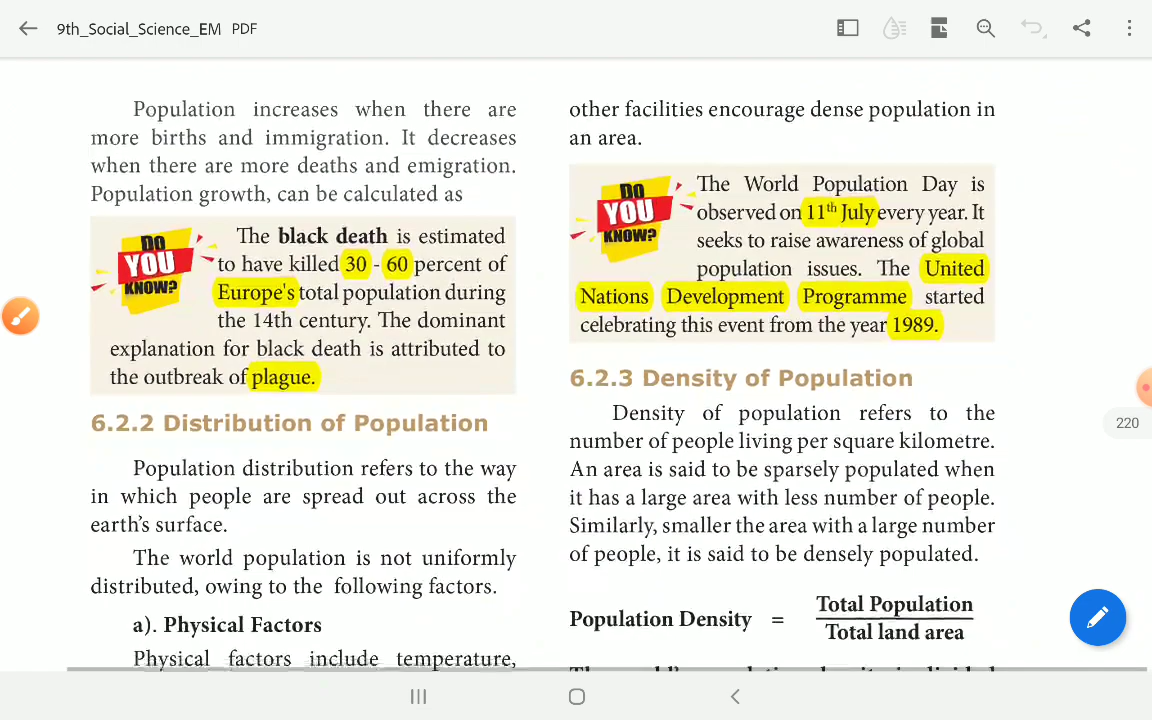 9th_Social_Science_EM PDF
Population increases when there are
more births and immigration. It decreases
when there are more deaths and emigration.
Population growth, can be calculated as
DO
YOU
KNOW?
The black death is estimated
to have killed 30 - 60 percent of
Europe's total population during
the 14th century. The dominant
explanation for black death is attributed to
the outbreak of plague.
6.2.2 Distribution of Population
Population distribution refers to the way
in which people are spread out across the
earth's surface.
The world population is not uniformly
distributed, owing to the following factors.
a). Physical Factors
Physical factors include temperature,
other facilities encourage dense population in
an area.
DO
YOU
KNOW?
The World Population Day is
observed on 11th July every year. It
seeks to raise awareness of global
population issues. The United
Nations Development Programme started
celebrating this event from the year 1989.
6.2.3 Density of Population
Density of population refers to the
number of people living per square kilometre.
An area is said to be sparsely populated when
it has a large area with less number of people.
Similarly, smaller the area with a large number
of people, it is said to be densely populated.
Population Density = Total Population
Total land area
220